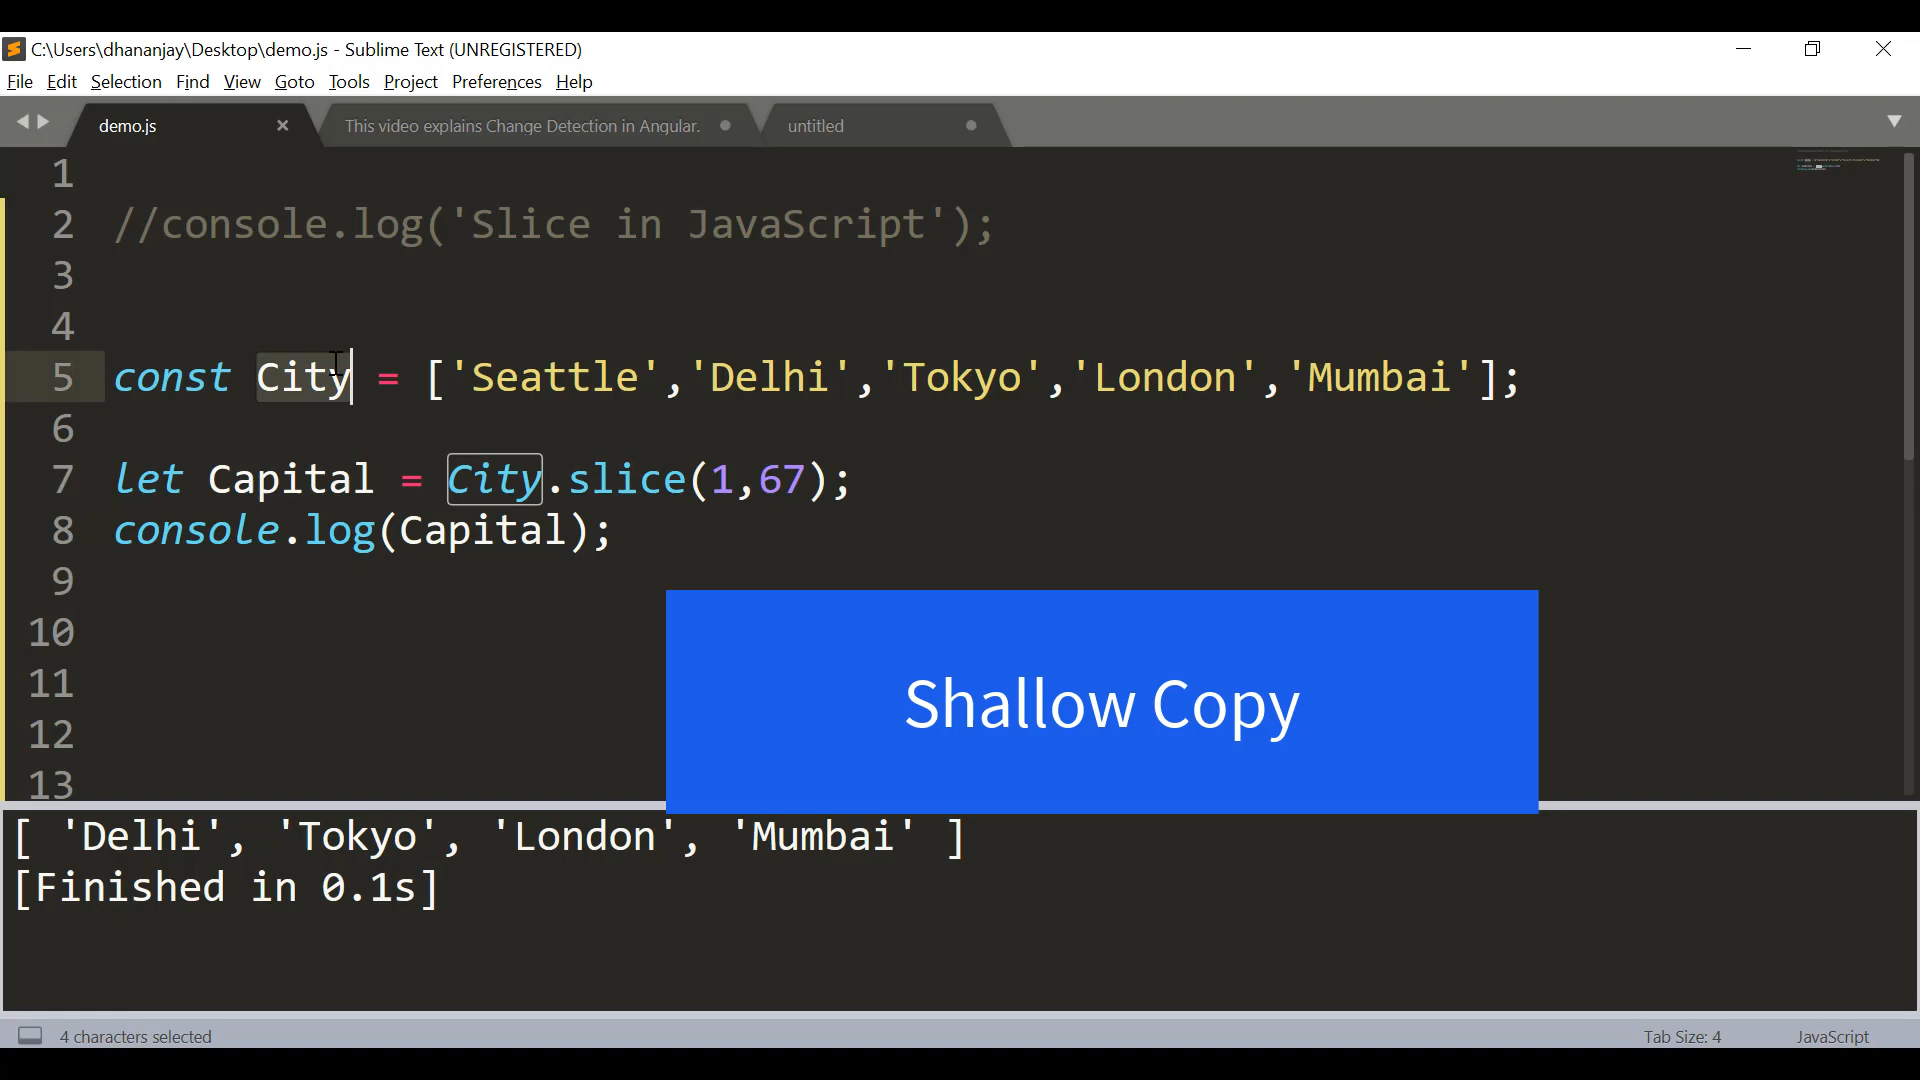 C:\Users\dhananjay\Desktop\demo.js - Sublime Text (UNREGISTERED)
File Edit Selection Find View Goto Tools Project Preferences Help
demo.js This video explains Change Detection in Angular. untitled
1
2 //console.log('Slice in JavaScript');
3
4
5 const City = ['Seattle','Delhi','Tokyo','London','Mumbai'];
6
7 let Capital = City.slice(1,67);
8 console.log(Capital);
9
10
11
12
13
Shallow Copy
[ 'Delhi', 'Tokyo', 'London', 'Mumbai' ]
[Finished in 0.1s]
4 characters selected Tab Size: 4 JavaScript